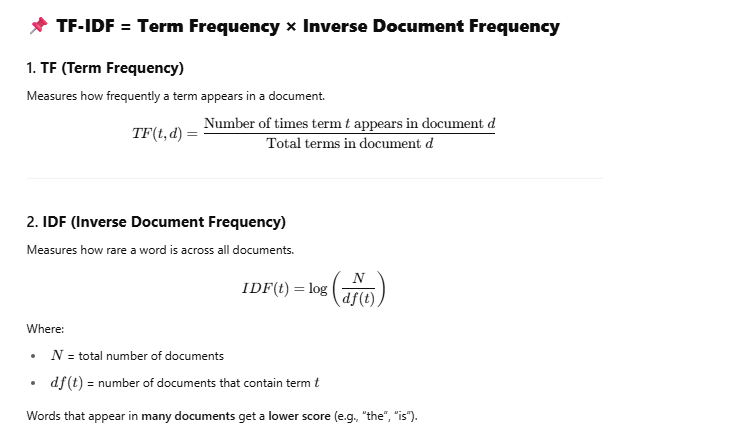 📌 TF-IDF = Term Frequency × Inverse Document Frequency
1. TF (Term Frequency)
Measures how frequently a term appears in a document.
TF(t, d) = Number of times term t appears in document d / Total terms in document d
2. IDF (Inverse Document Frequency)
Measures how rare a word is across all documents.
IDF(t) = log (N / df(t))
Where:
• N = total number of documents
• df(t) = number of documents that contain term t
Words that appear in many documents get a lower score (e.g., "the", "is").